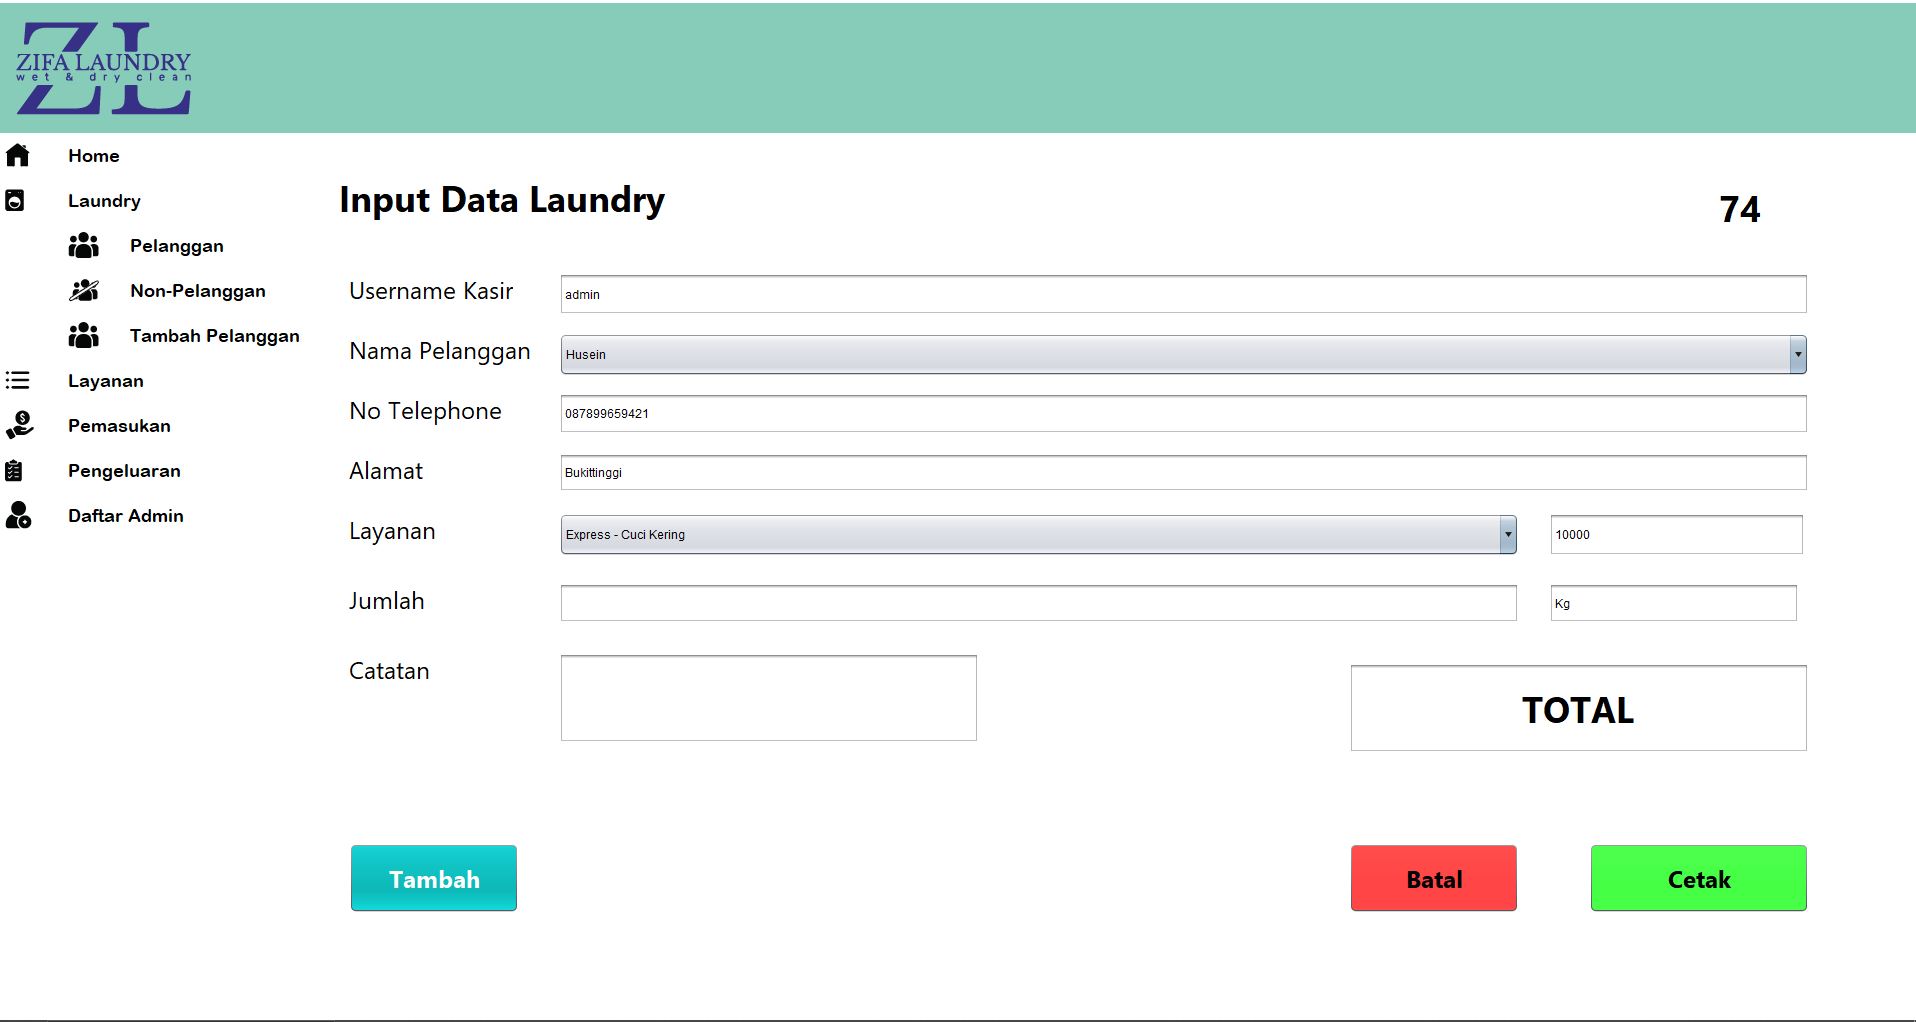 ZL
ZIFA LAUNDRY
wet & dry clean
Home
Laundry
Pelanggan
Non-Pelanggan
Tambah Pelanggan
Layanan
Pemasukan
Pengeluaran
Daftar Admin
Input Data Laundry
74
Username Kasir
admin
Nama Pelanggan
Husein
No Telephone
087899659421
Alamat
Bukittinggi
Layanan
Express - Cuci Kering
10000
Jumlah
Kg
Catatan
TOTAL
Tambah
Batal
Cetak